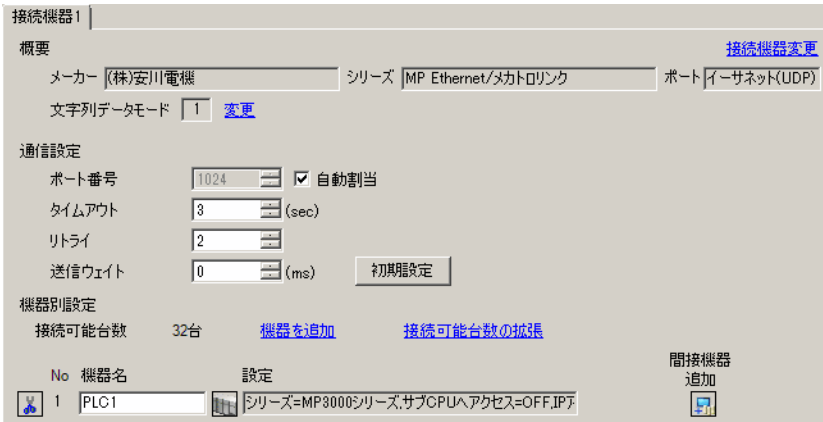 接続機器1
概要 接続機器変更
メーカー (株)安川電機 シリーズ MP Ethernet/メカトロリンク ポート イーサネット(UDP)
文字列データモード 1 変更
通信設定
ポート番号 1024 自動割当
タイムアウト 3 (sec)
リトライ 2
送信ウェイト 0 (ms) 初期設定
機器別設定
接続可能台数 32台 機器を追加 接続可能台数の拡張
間接機器
No 機器名 設定 追加
1 PLC1 シリーズ=MP3000シリーズ,サブCPUへアクセス=OFF,IPア